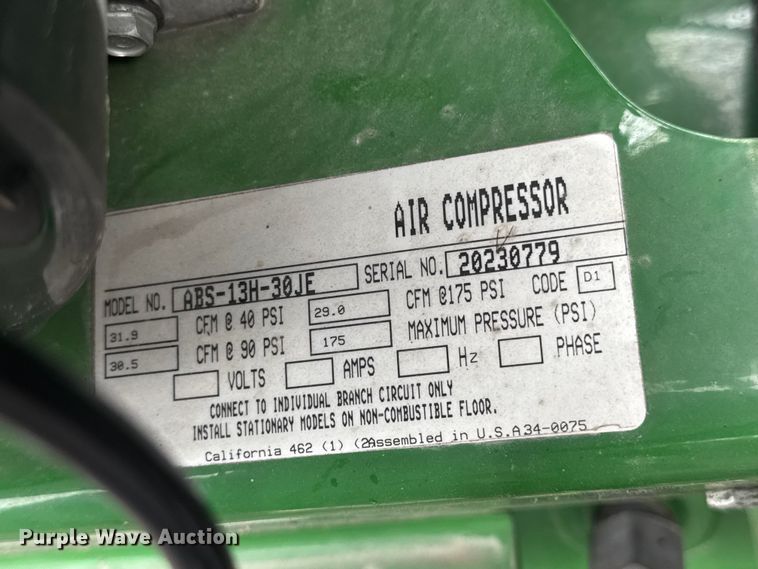 AIR COMPRESSOR
MODEL NO. ABS-13H-30JE SERIAL NO. 20230779
31.9 CFM @ 40 PSI 29.0 CFM @175 PSI CODE D1
30.5 CFM @ 90 PSI 175 MAXIMUM PRESSURE (PSI)
VOLTS AMPS Hz PHASE
CONNECT TO INDIVIDUAL BRANCH CIRCUIT ONLY
INSTALL STATIONARY MODELS ON NON-COMBUSTIBLE FLOOR.
California 462 (1) (2Assembled in U.S.A34-0075
Purple Wave Auction